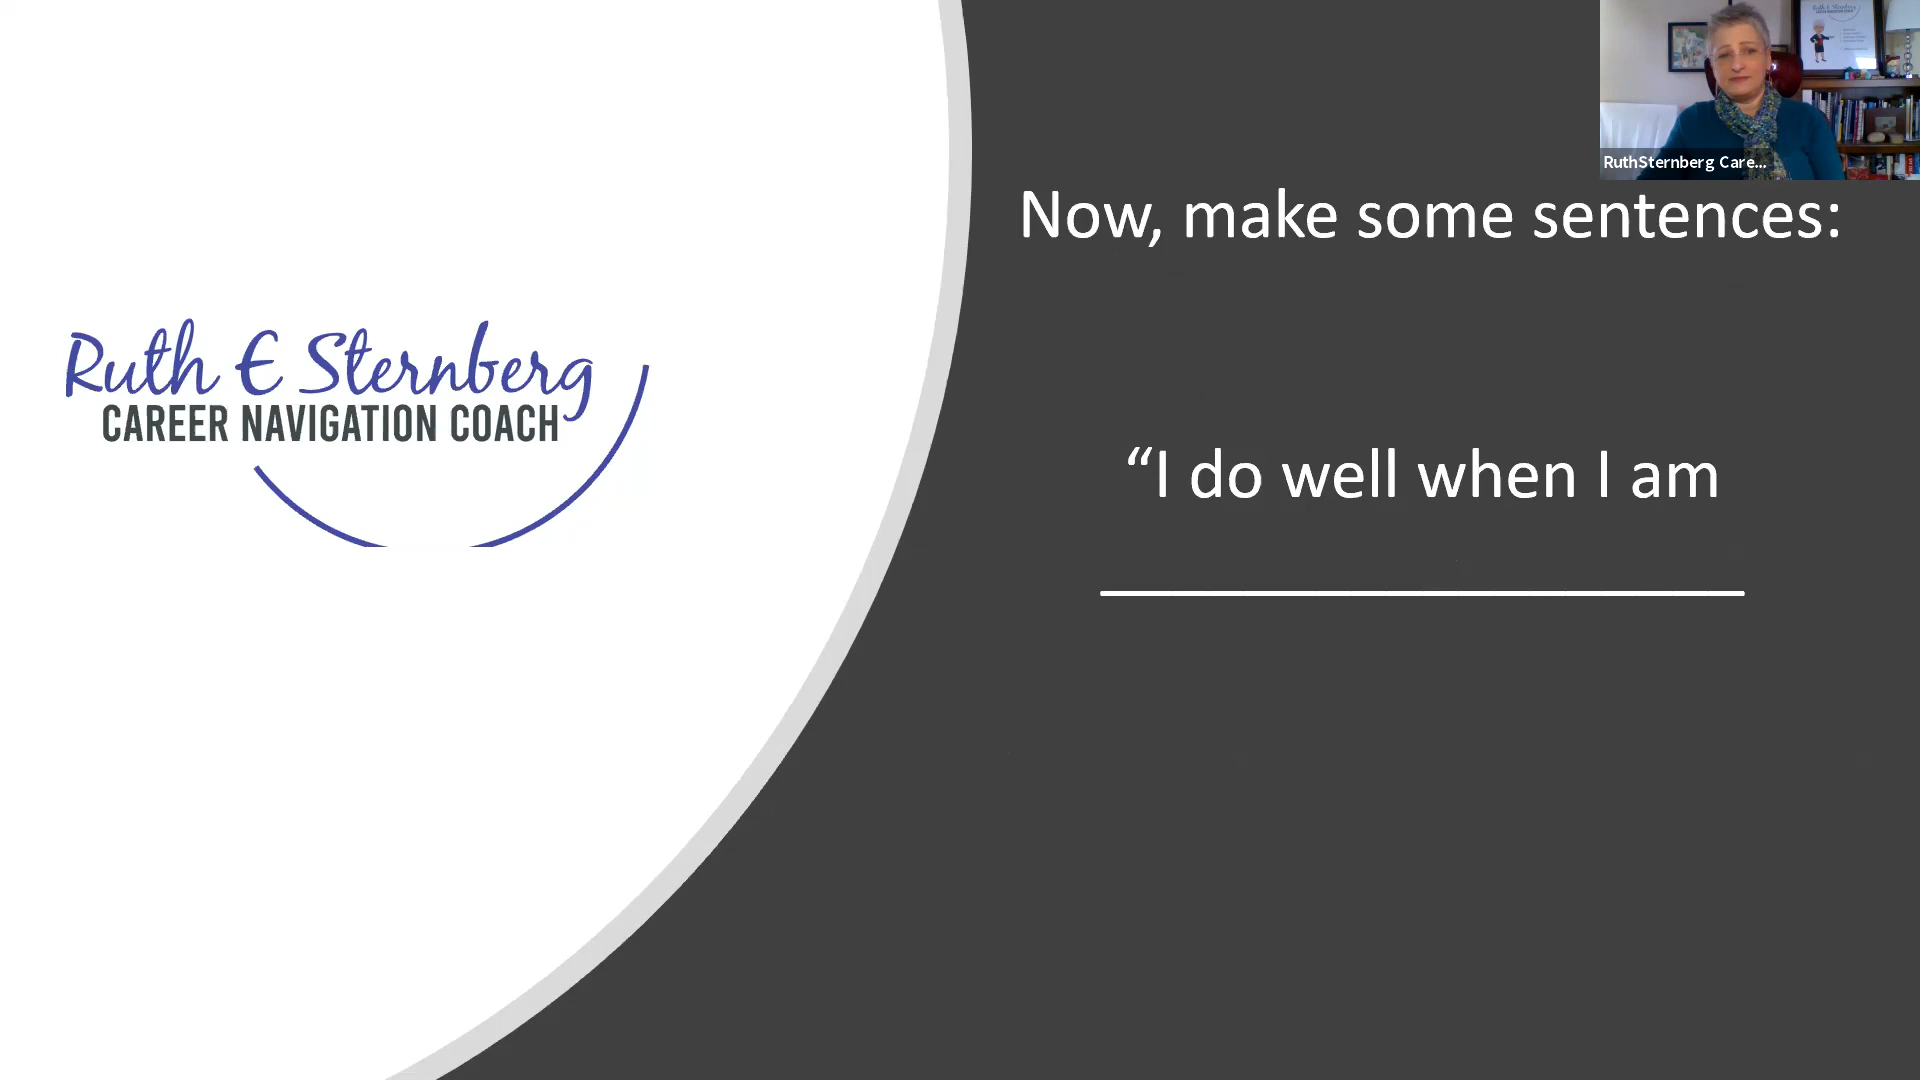 Ruth E Sternberg
CAREER NAVIGATION COACH
RuthSternberg Care...
Now, make some sentences:
“I do well when I am